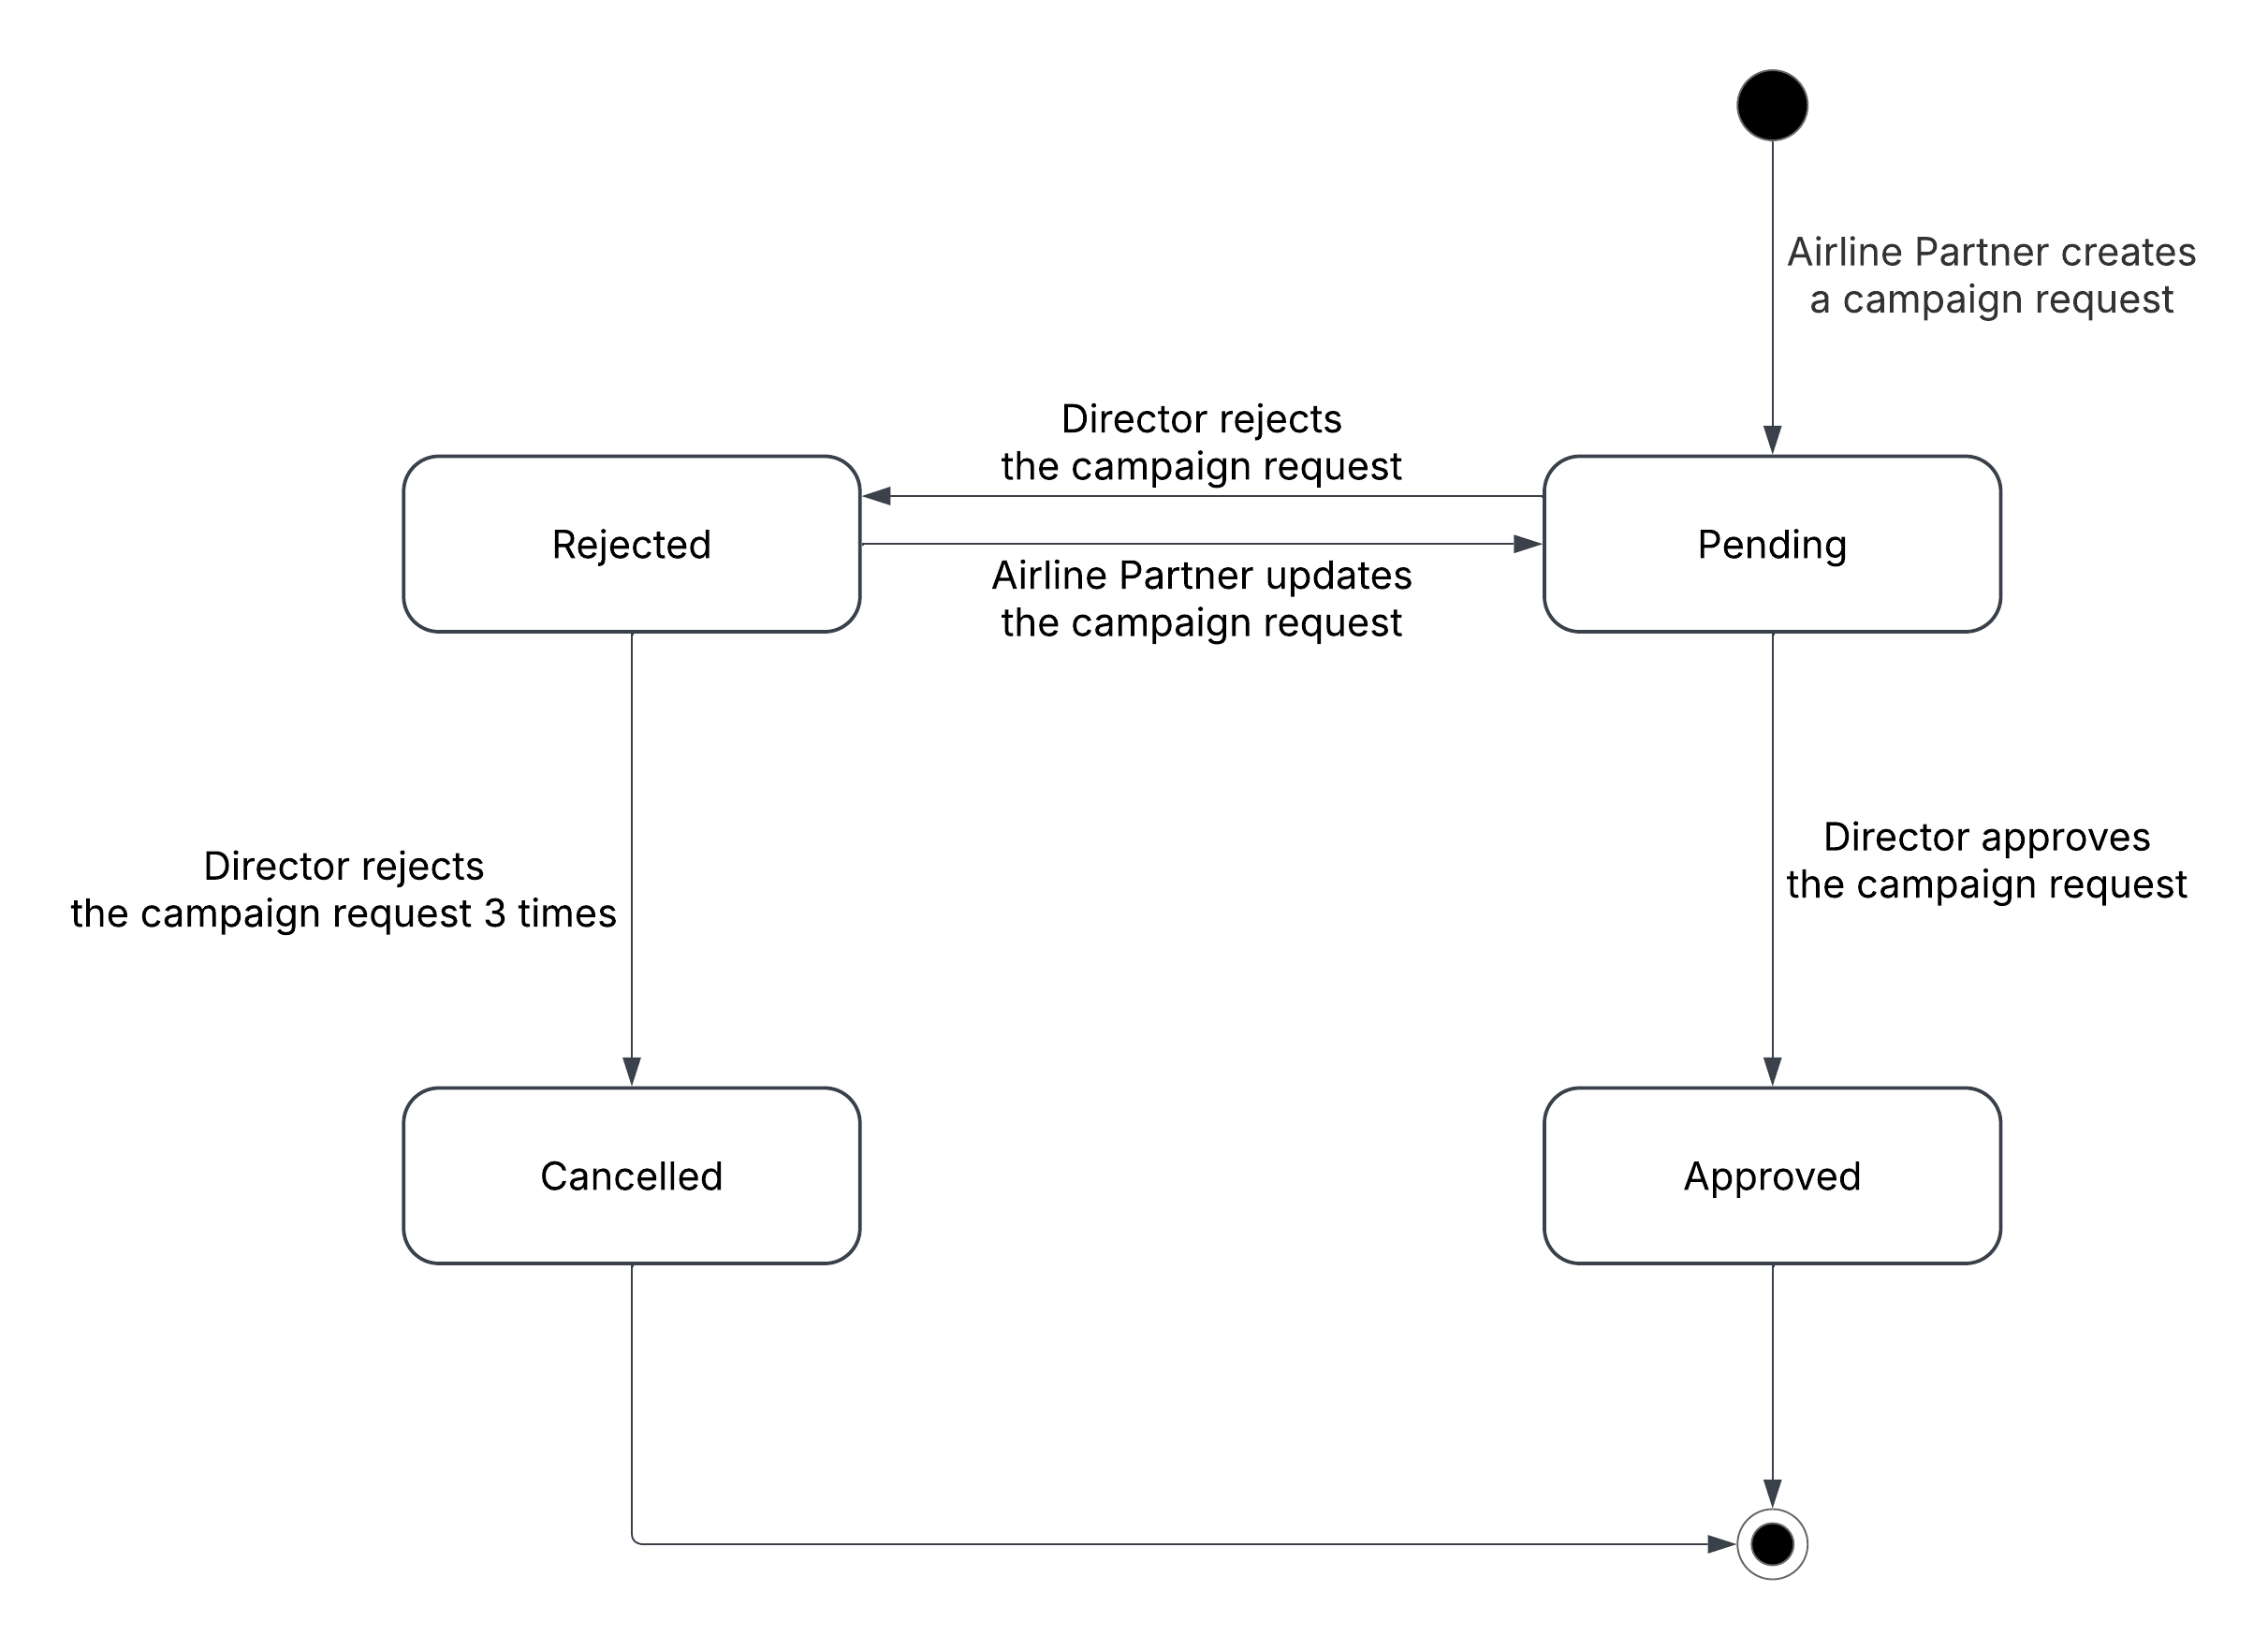 Airline Partner creates
a campaign request
Director rejects
the campaign request
Rejected
Pending
Airline Partner updates
the campaign request
Director rejects
the campaign request 3 times
Director approves
the campaign request
Cancelled
Approved